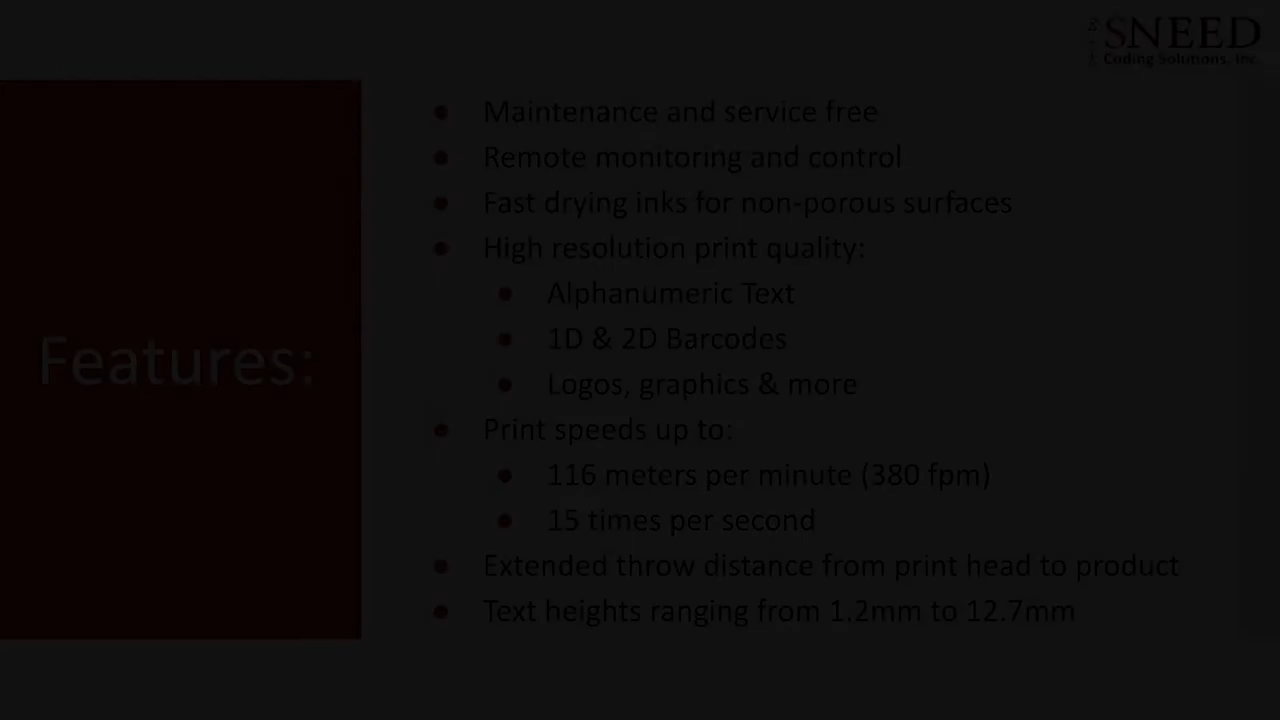 SNEED
Coding Solutions, Inc.
Features:
Maintenance and service free
Remote monitoring and control
Fast drying inks for non-porous surfaces
High resolution print quality:
Alphanumeric Text
1D & 2D Barcodes
Logos, graphics & more
Print speeds up to:
116 meters per minute (380 fpm)
15 times per second
Extended throw distance from print head to product
Text heights ranging from 1.2mm to 12.7mm